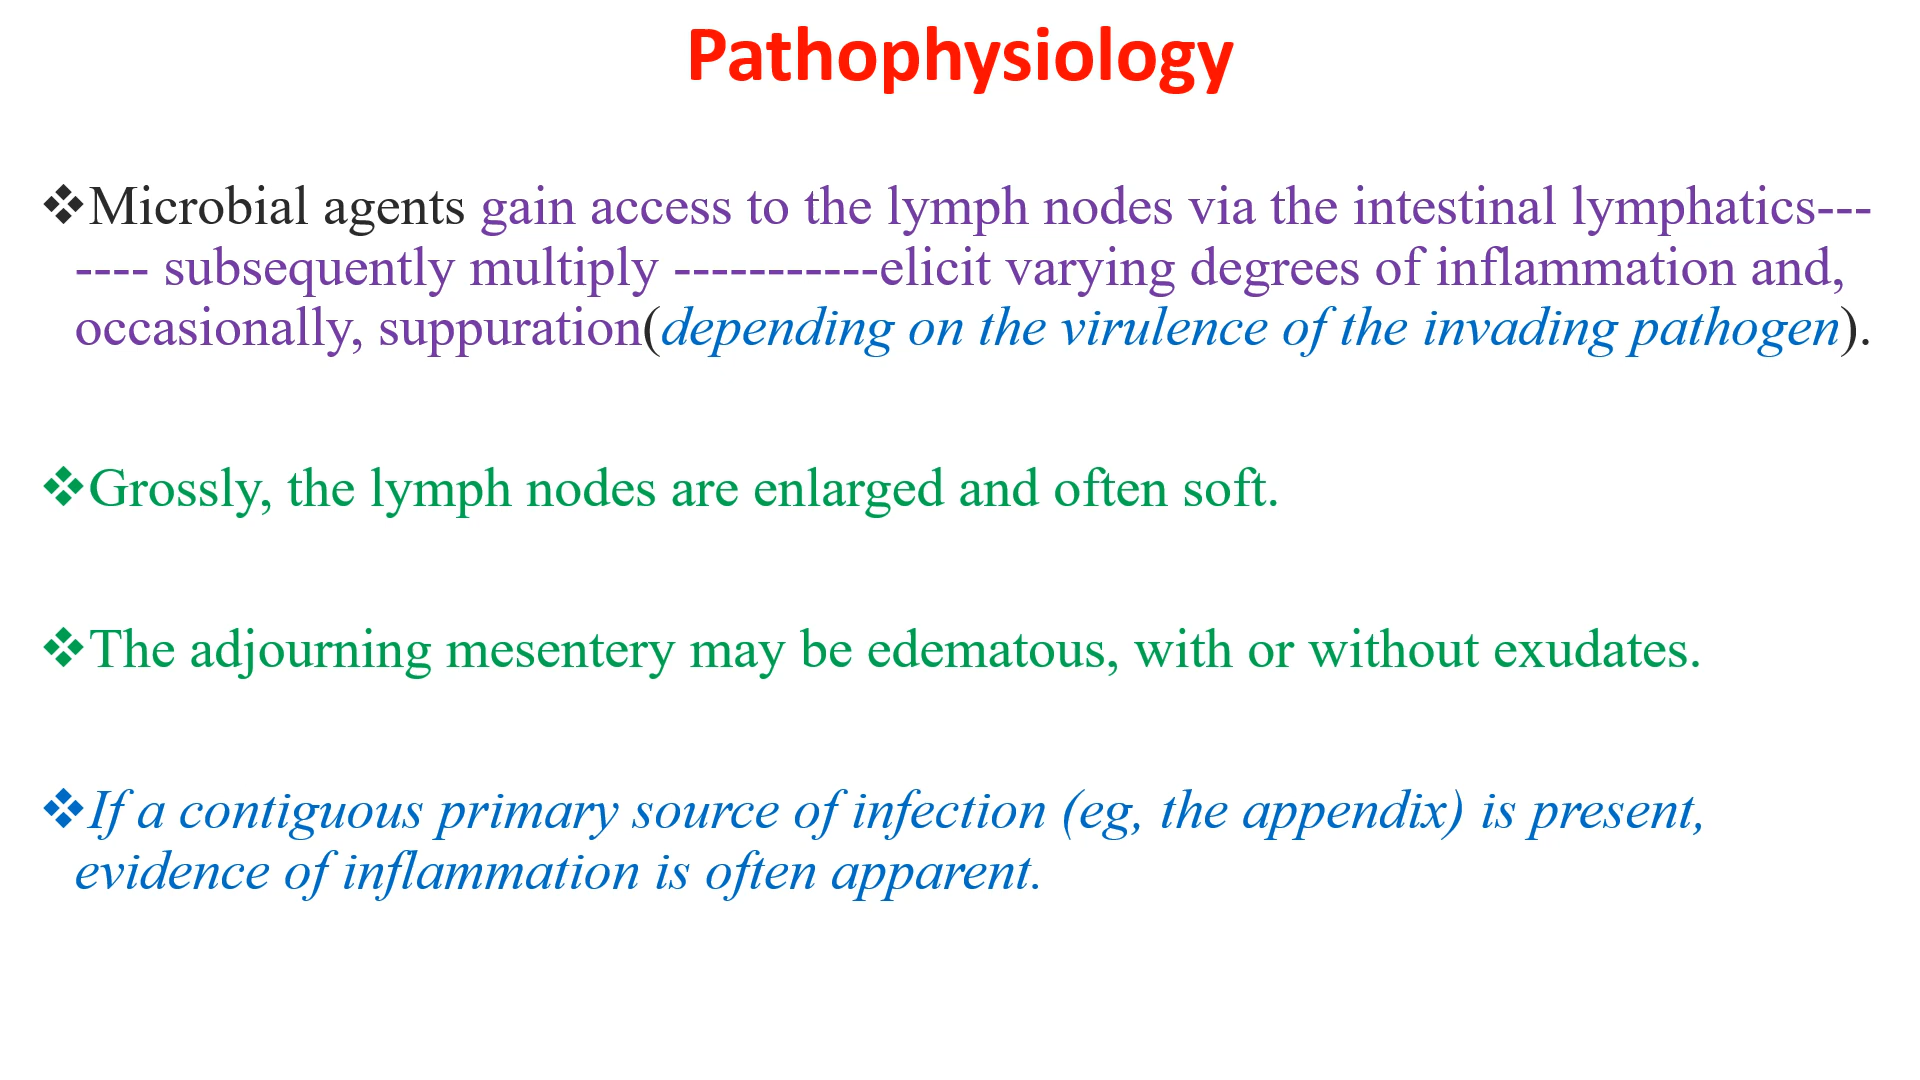 Pathophysiology
❖Microbial agents gain access to the lymph nodes via the intestinal lymphatics---
---- subsequently multiply -----------elicit varying degrees of inflammation and,
occasionally, suppuration(depending on the virulence of the invading pathogen).
❖Grossly, the lymph nodes are enlarged and often soft.
❖The adjourning mesentery may be edematous, with or without exudates.
❖If a contiguous primary source of infection (eg, the appendix) is present,
evidence of inflammation is often apparent.